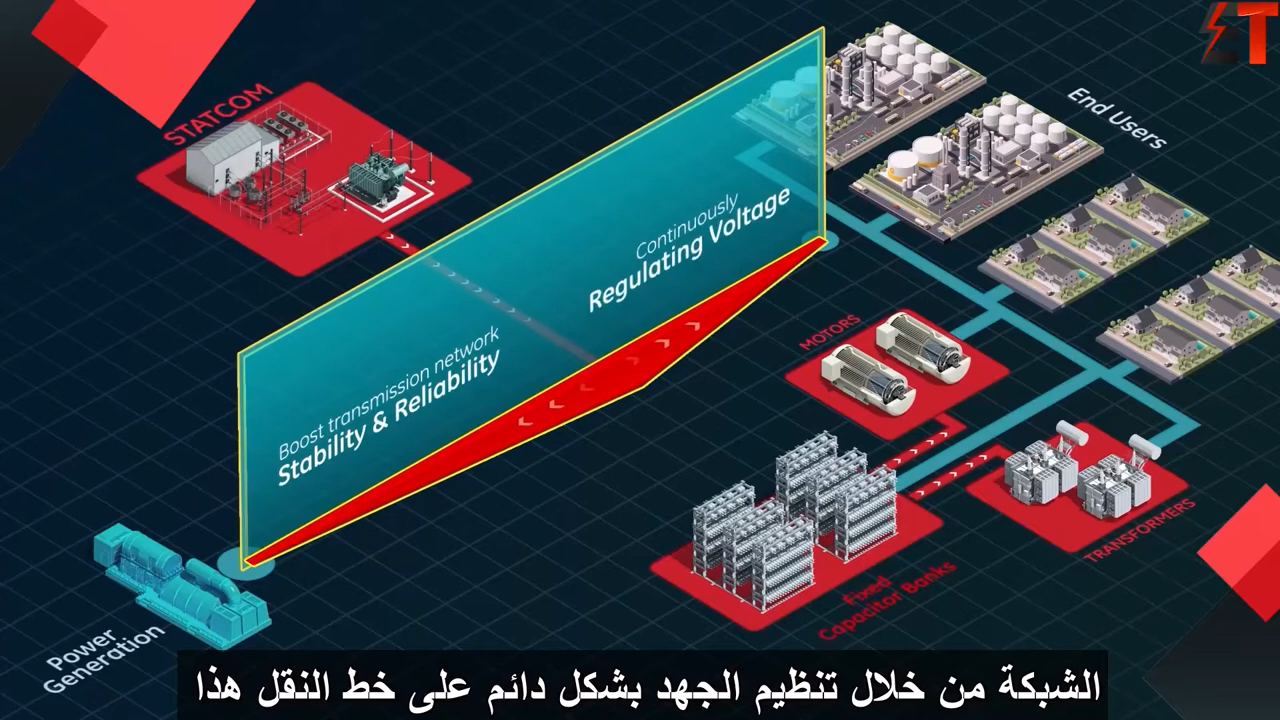 ET
STATCOM
End Users
Continuously
Regulating Voltage
Boost transmission network
Stability & Reliability
MOTORS
TRANSFORMERS
Fixed
Capacitor Banks
Power
Generation
الشبكة من خلال تنظيم الجهد بشكل دائم على خط النقل هذا